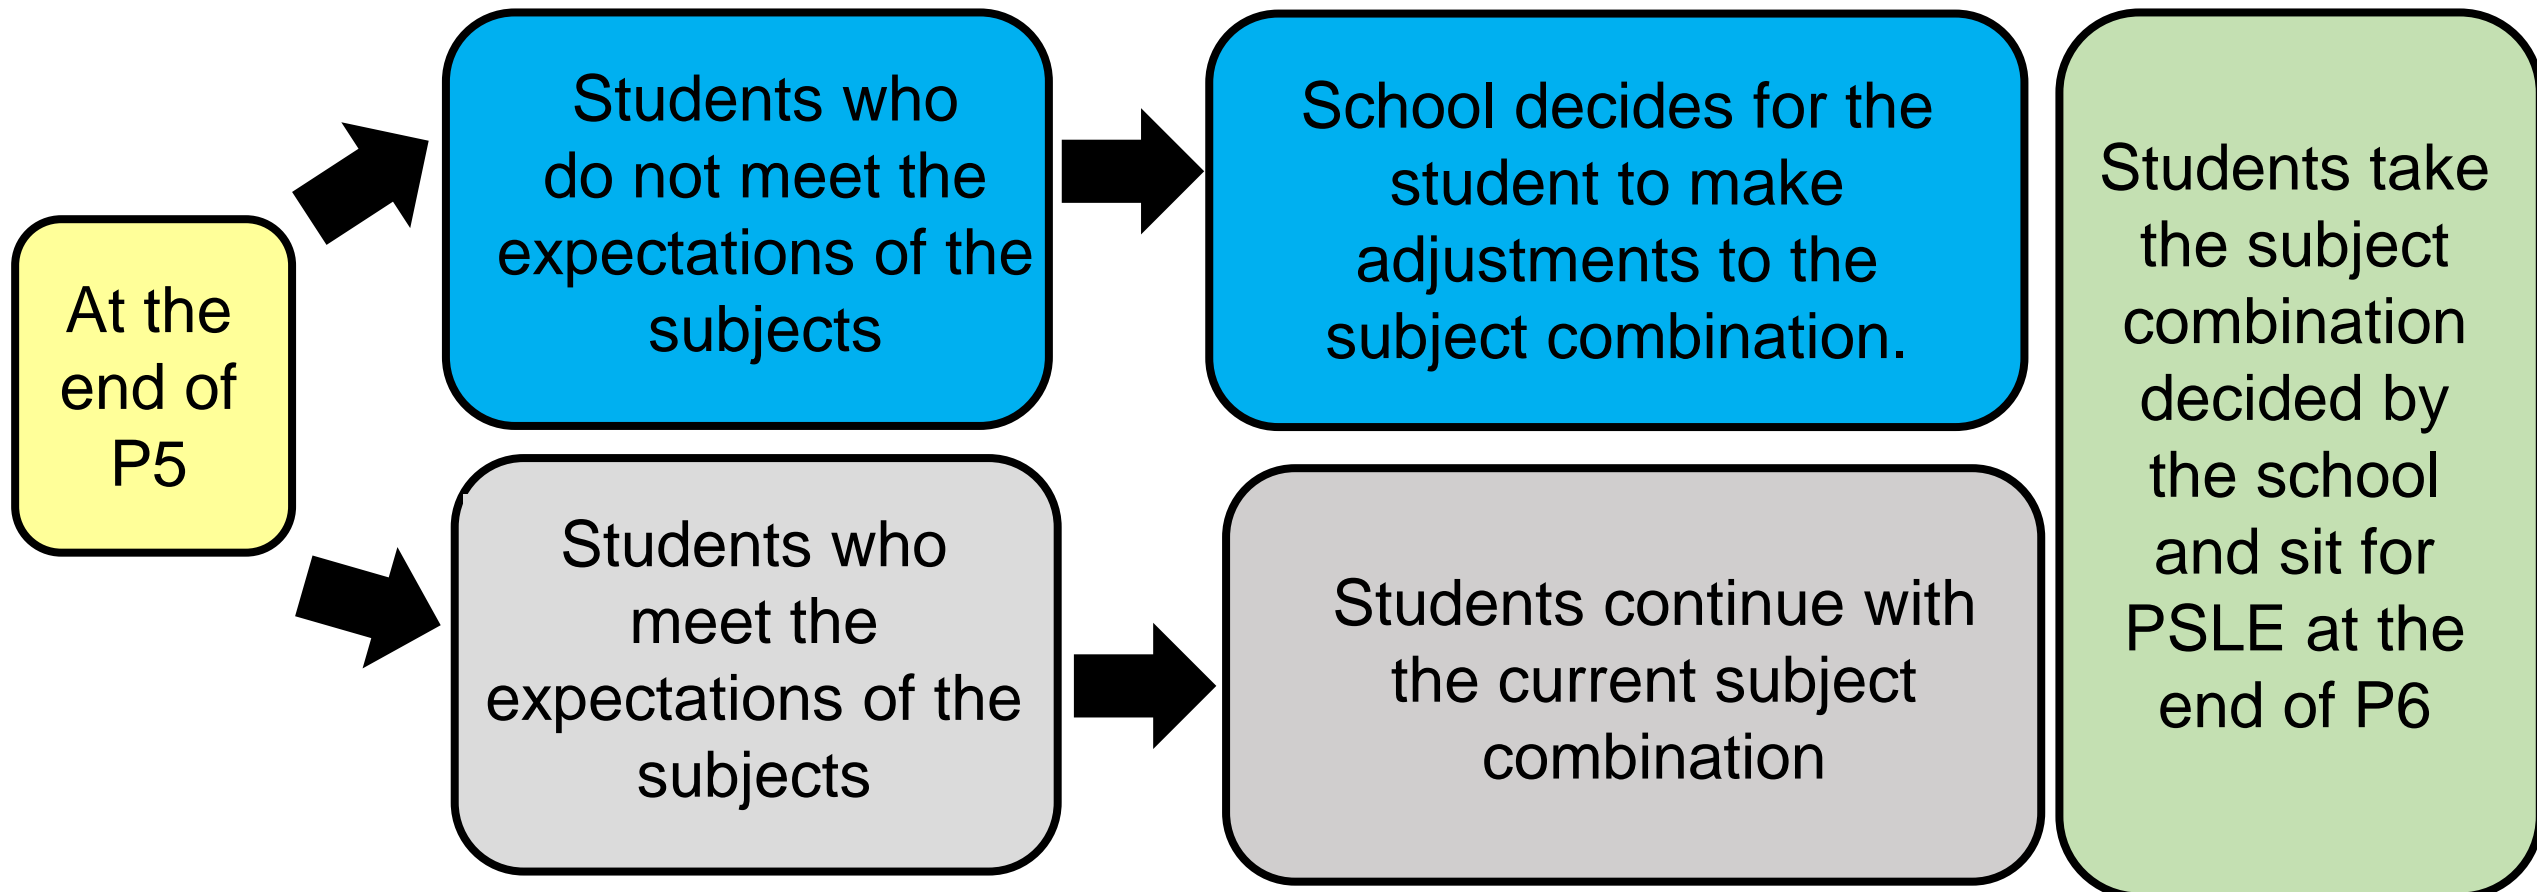 At the
end of
P5
Students who
do not meet the
expectations of the
subjects
School decides for the
student to make
adjustments to the
subject combination.
Students who
meet the
expectations of the
subjects
Students continue with
the current subject
combination
Students take
the subject
combination
decided by
the school
and sit for
PSLE at the
end of P6